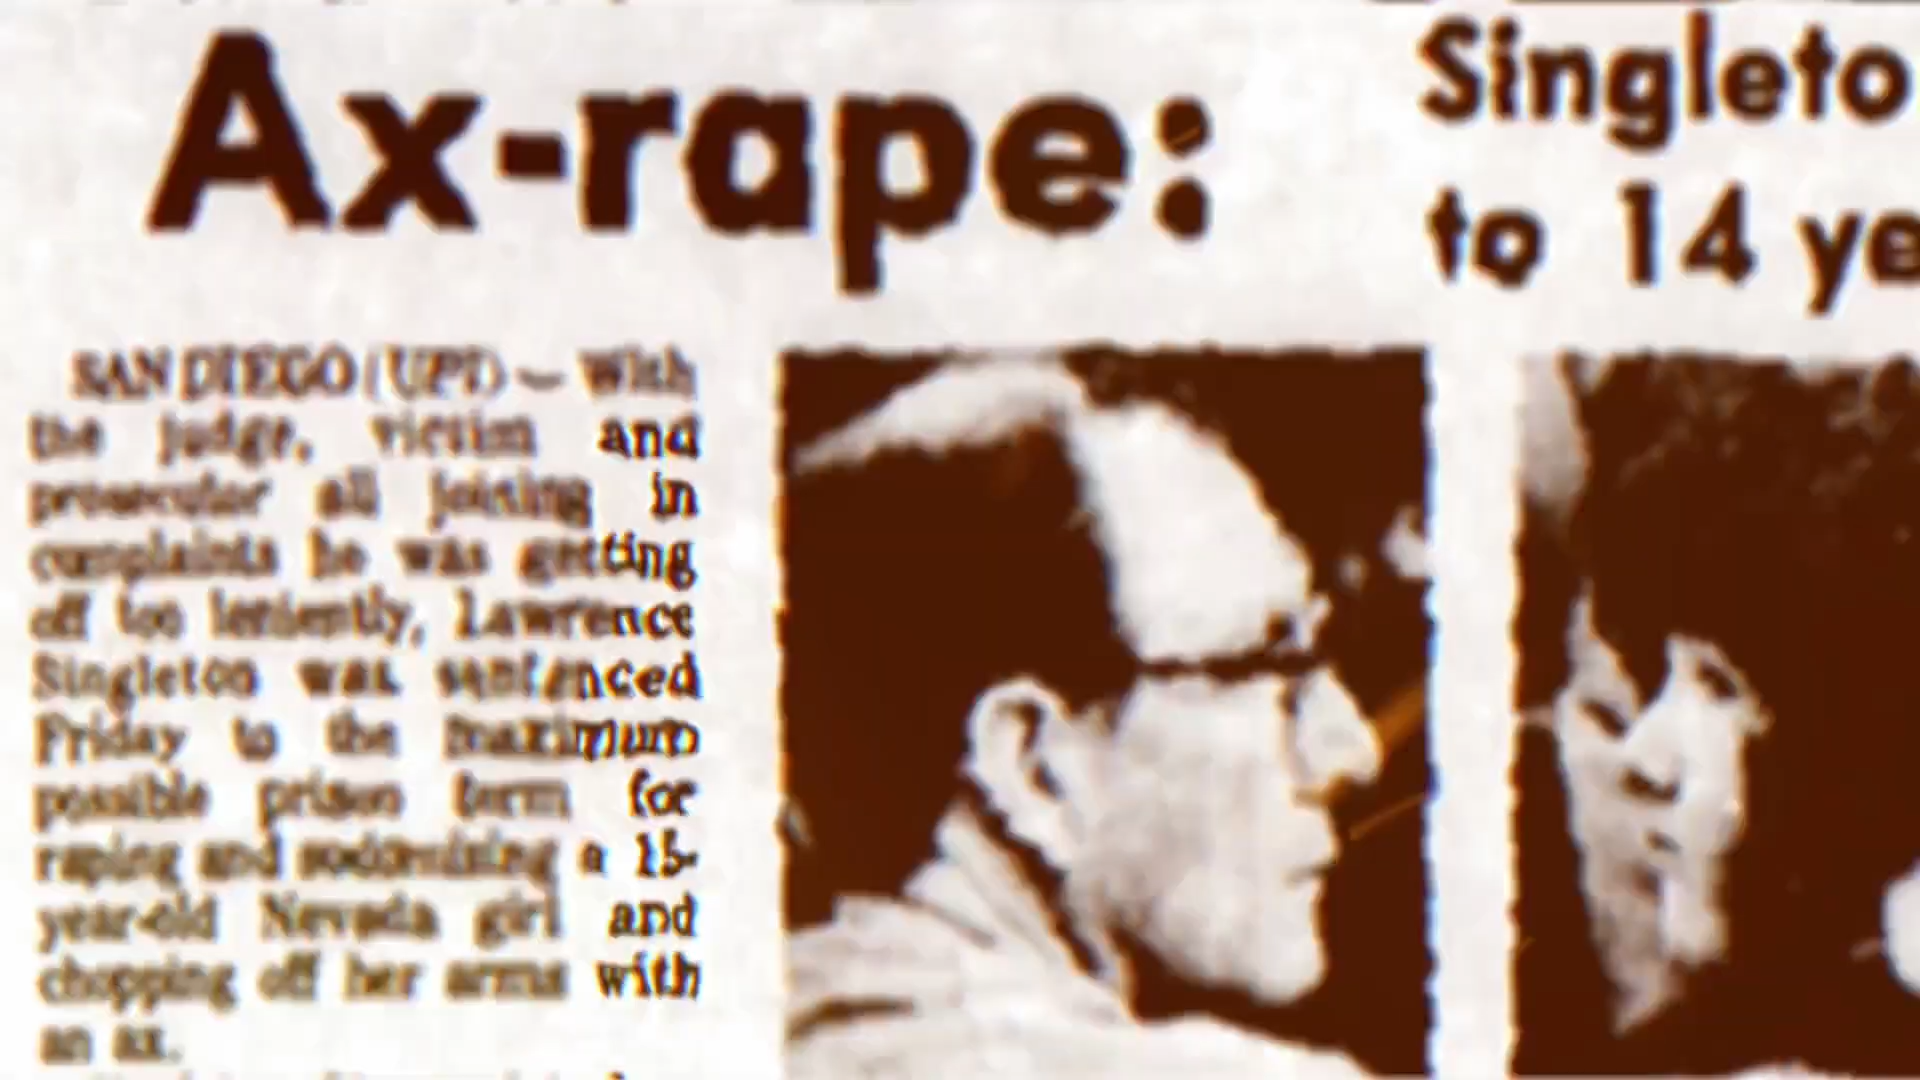 Ax-rape:
Singleto
to 14 ye
SAN DIEGO (UPI) — With
the judge, victim and
prosecutor all joining in
complaints he was getting
off too leniently, Lawrence
Singleton was sentenced
Friday to the maximum
possible prison term for
raping and sodomizing a 15-
year-old Nevada girl and
chopping off her arms with
an ax.